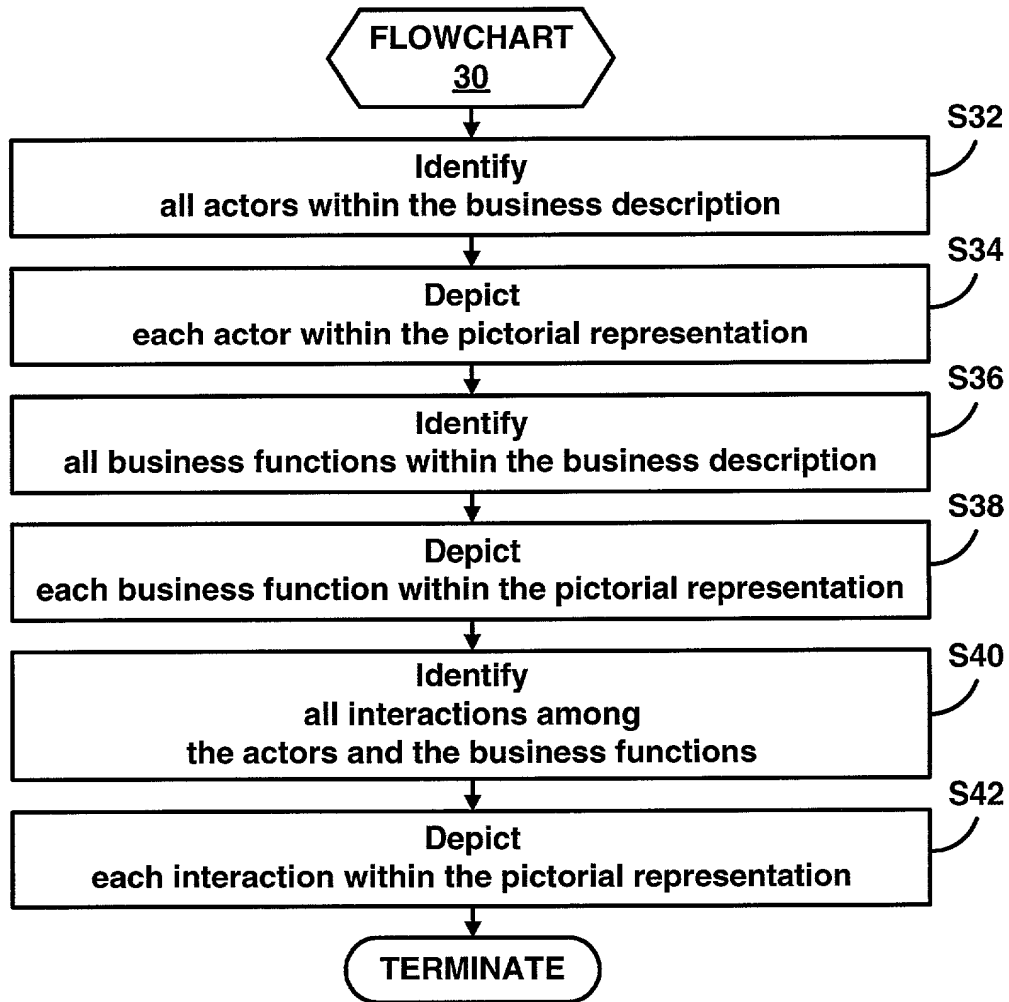 FLOWCHART
30
S32
Identify
all actors within the business description
S34
Depict
each actor within the pictorial representation
S36
Identify
all business functions within the business description
S38
Depict
each business function within the pictorial representation
S40
Identify
all interactions among
the actors and the business functions
S42
Depict
each interaction within the pictorial representation
TERMINATE